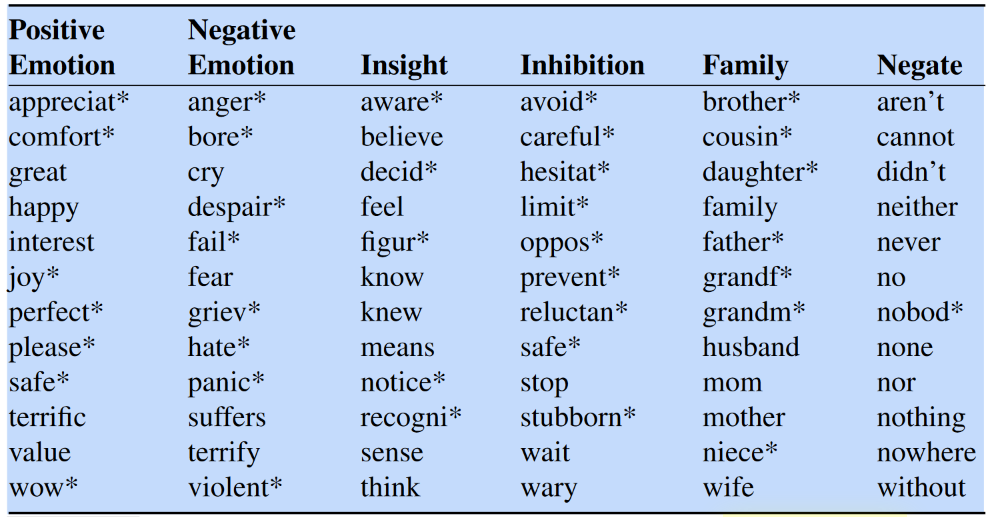 Positive Negative
Emotion Emotion Insight Inhibition Family Negate
appreciat* anger* aware* avoid* brother* aren’t
comfort* bore* believe careful* cousin* cannot
great cry decid* hesitat* daughter* didn’t
happy despair* feel limit* family neither
interest fail* figur* oppos* father* never
joy* fear know prevent* grandf* no
perfect* griev* knew reluctan* grandm* nobod*
please* hate* means safe* husband none
safe* panic* notice* stop mom nor
terrific suffers recogni* stubborn* mother nothing
value terrify sense wait niece* nowhere
wow* violent* think wary wife without